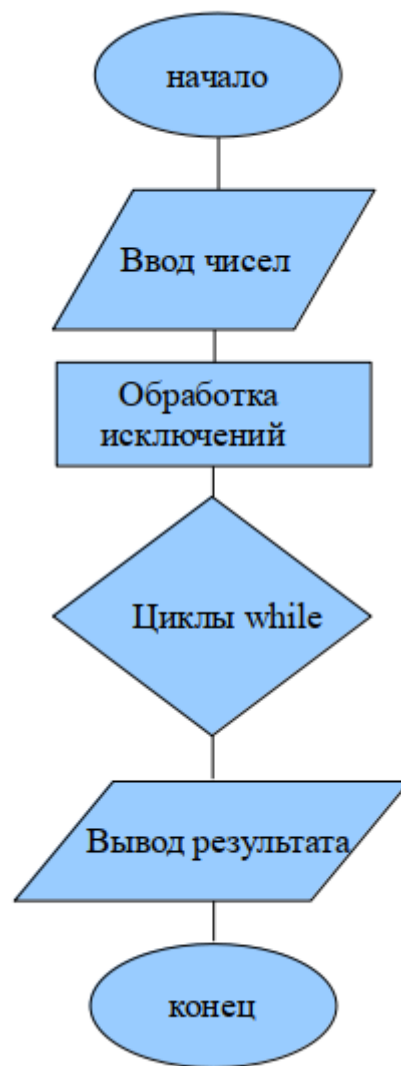 начало
Ввод чисел
Обработка
исключений
Циклы while
Вывод результата
конец